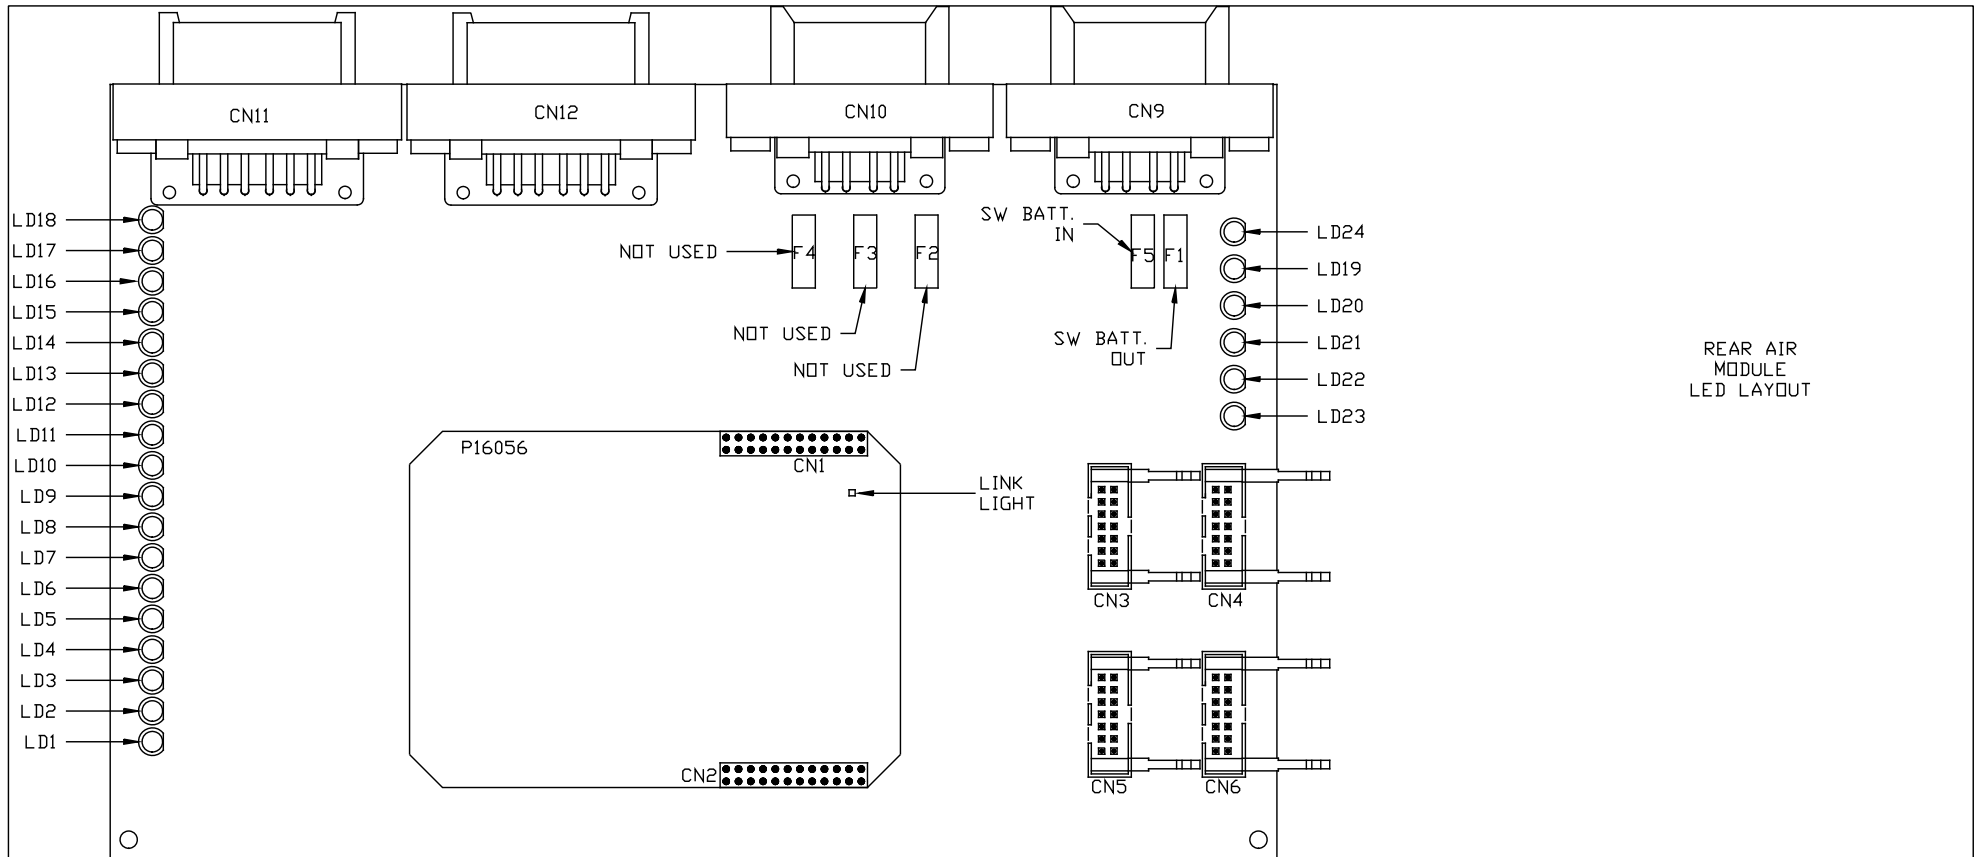 CN11
CN12
CN10
CN9
LD18
LD17
LD16
LD15
LD14
LD13
LD12
LD11
LD10
LD9
LD8
LD7
LD6
LD5
LD4
LD3
LD2
LD1
NOT USED
F4
F3
F2
NOT USED
NOT USED
SW BATT.
IN
F5
F1
SW BATT.
OUT
LD24
LD19
LD20
LD21
LD22
LD23
REAR AIR
MODULE
LED LAYOUT
P16056
CN1
LINK
LIGHT
CN2
CN3
CN4
CN5
CN6